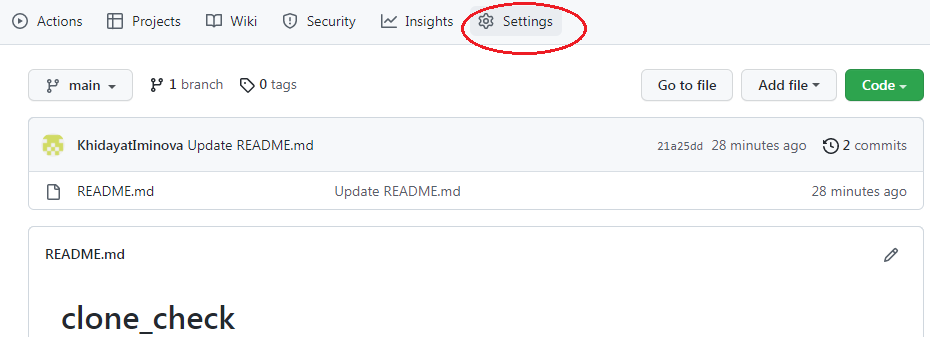 Actions Projects Wiki Security Insights Settings
main 1 branch 0 tags Go to file Add file Code
KhidayatIminova Update README.md 21a25dd 28 minutes ago 2 commits
README.md Update README.md 28 minutes ago
README.md
clone_check